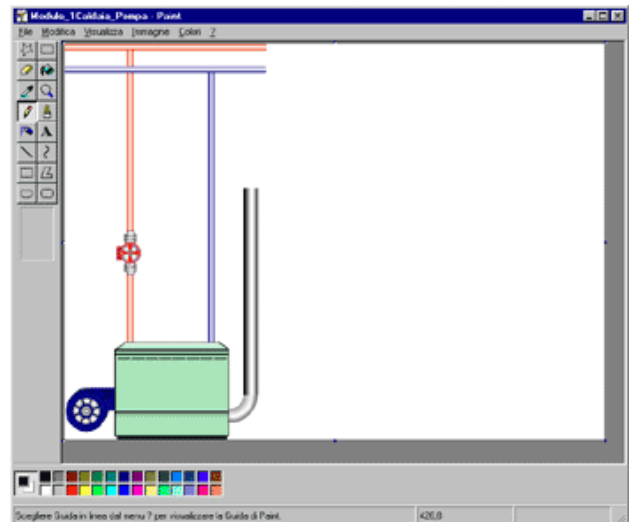 Modulo_1Caldaia_Pompa - Paint
File Modifica Visualizza Immagine Colori ?
A
Scegliere Guida in linea dal menu ? per visualizzare la Guida di Paint.
426,8